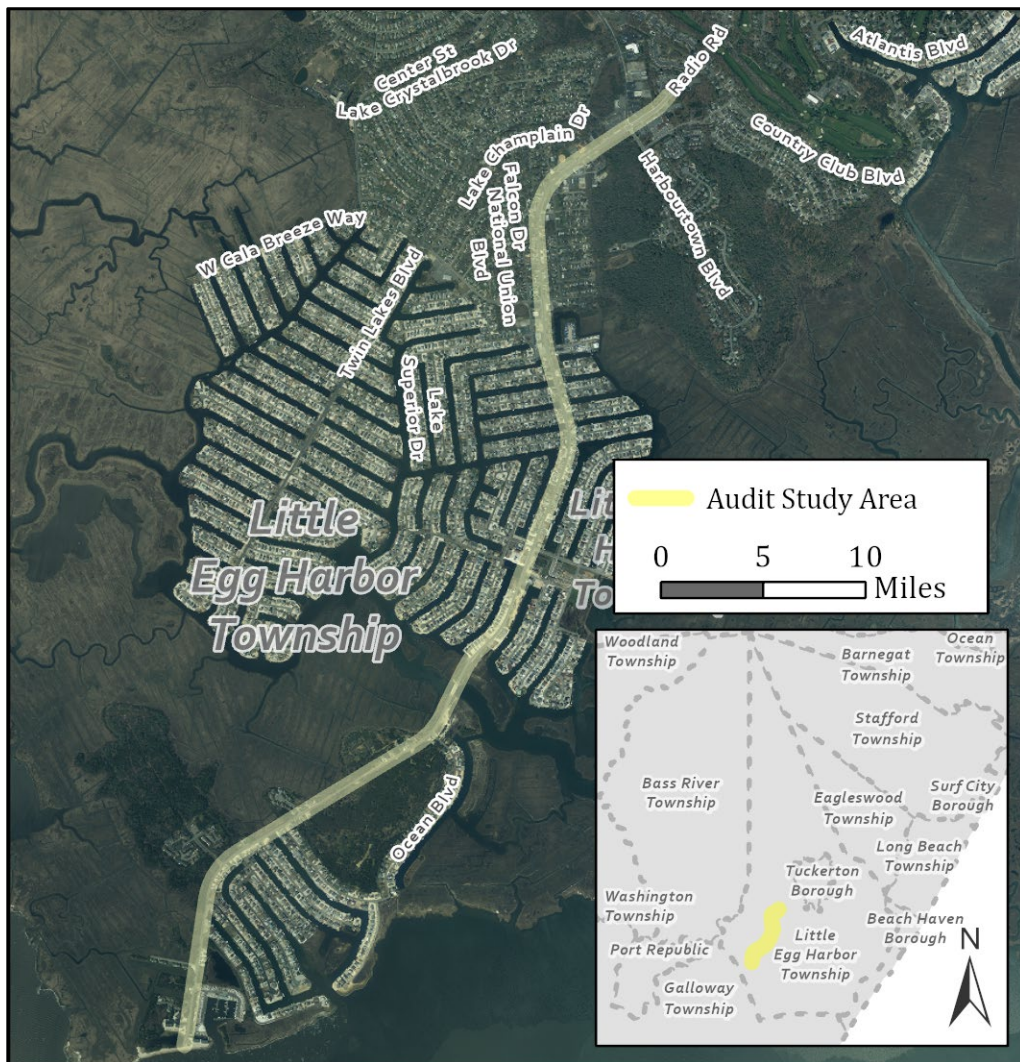 Center St
Lake Crystalbrook Dr
Radio Rd
Atlantis Blvd
Lake Champlain Dr
Country Club Blvd
Falcon Dr
National Union
Blvd
Harbourtown Blvd
W Cala Breeze Way
Twin Lakes Blvd
Lake
Superior Dr
Little
Egg Harbor
Township
Audit Study Area
0 5 10
Miles
Ocean Blvd
Woodland
Township
Ocean
Township
Barnegat
Township
Stafford
Township
Bass River
Township
Surf City
Borough
Eagleswood
Township
Long Beach
Township
Tuckerton
Borough
Washington
Township
Beach Haven
Borough
Port Republic
Little
Egg Harbor
Township
Galloway
Township
N